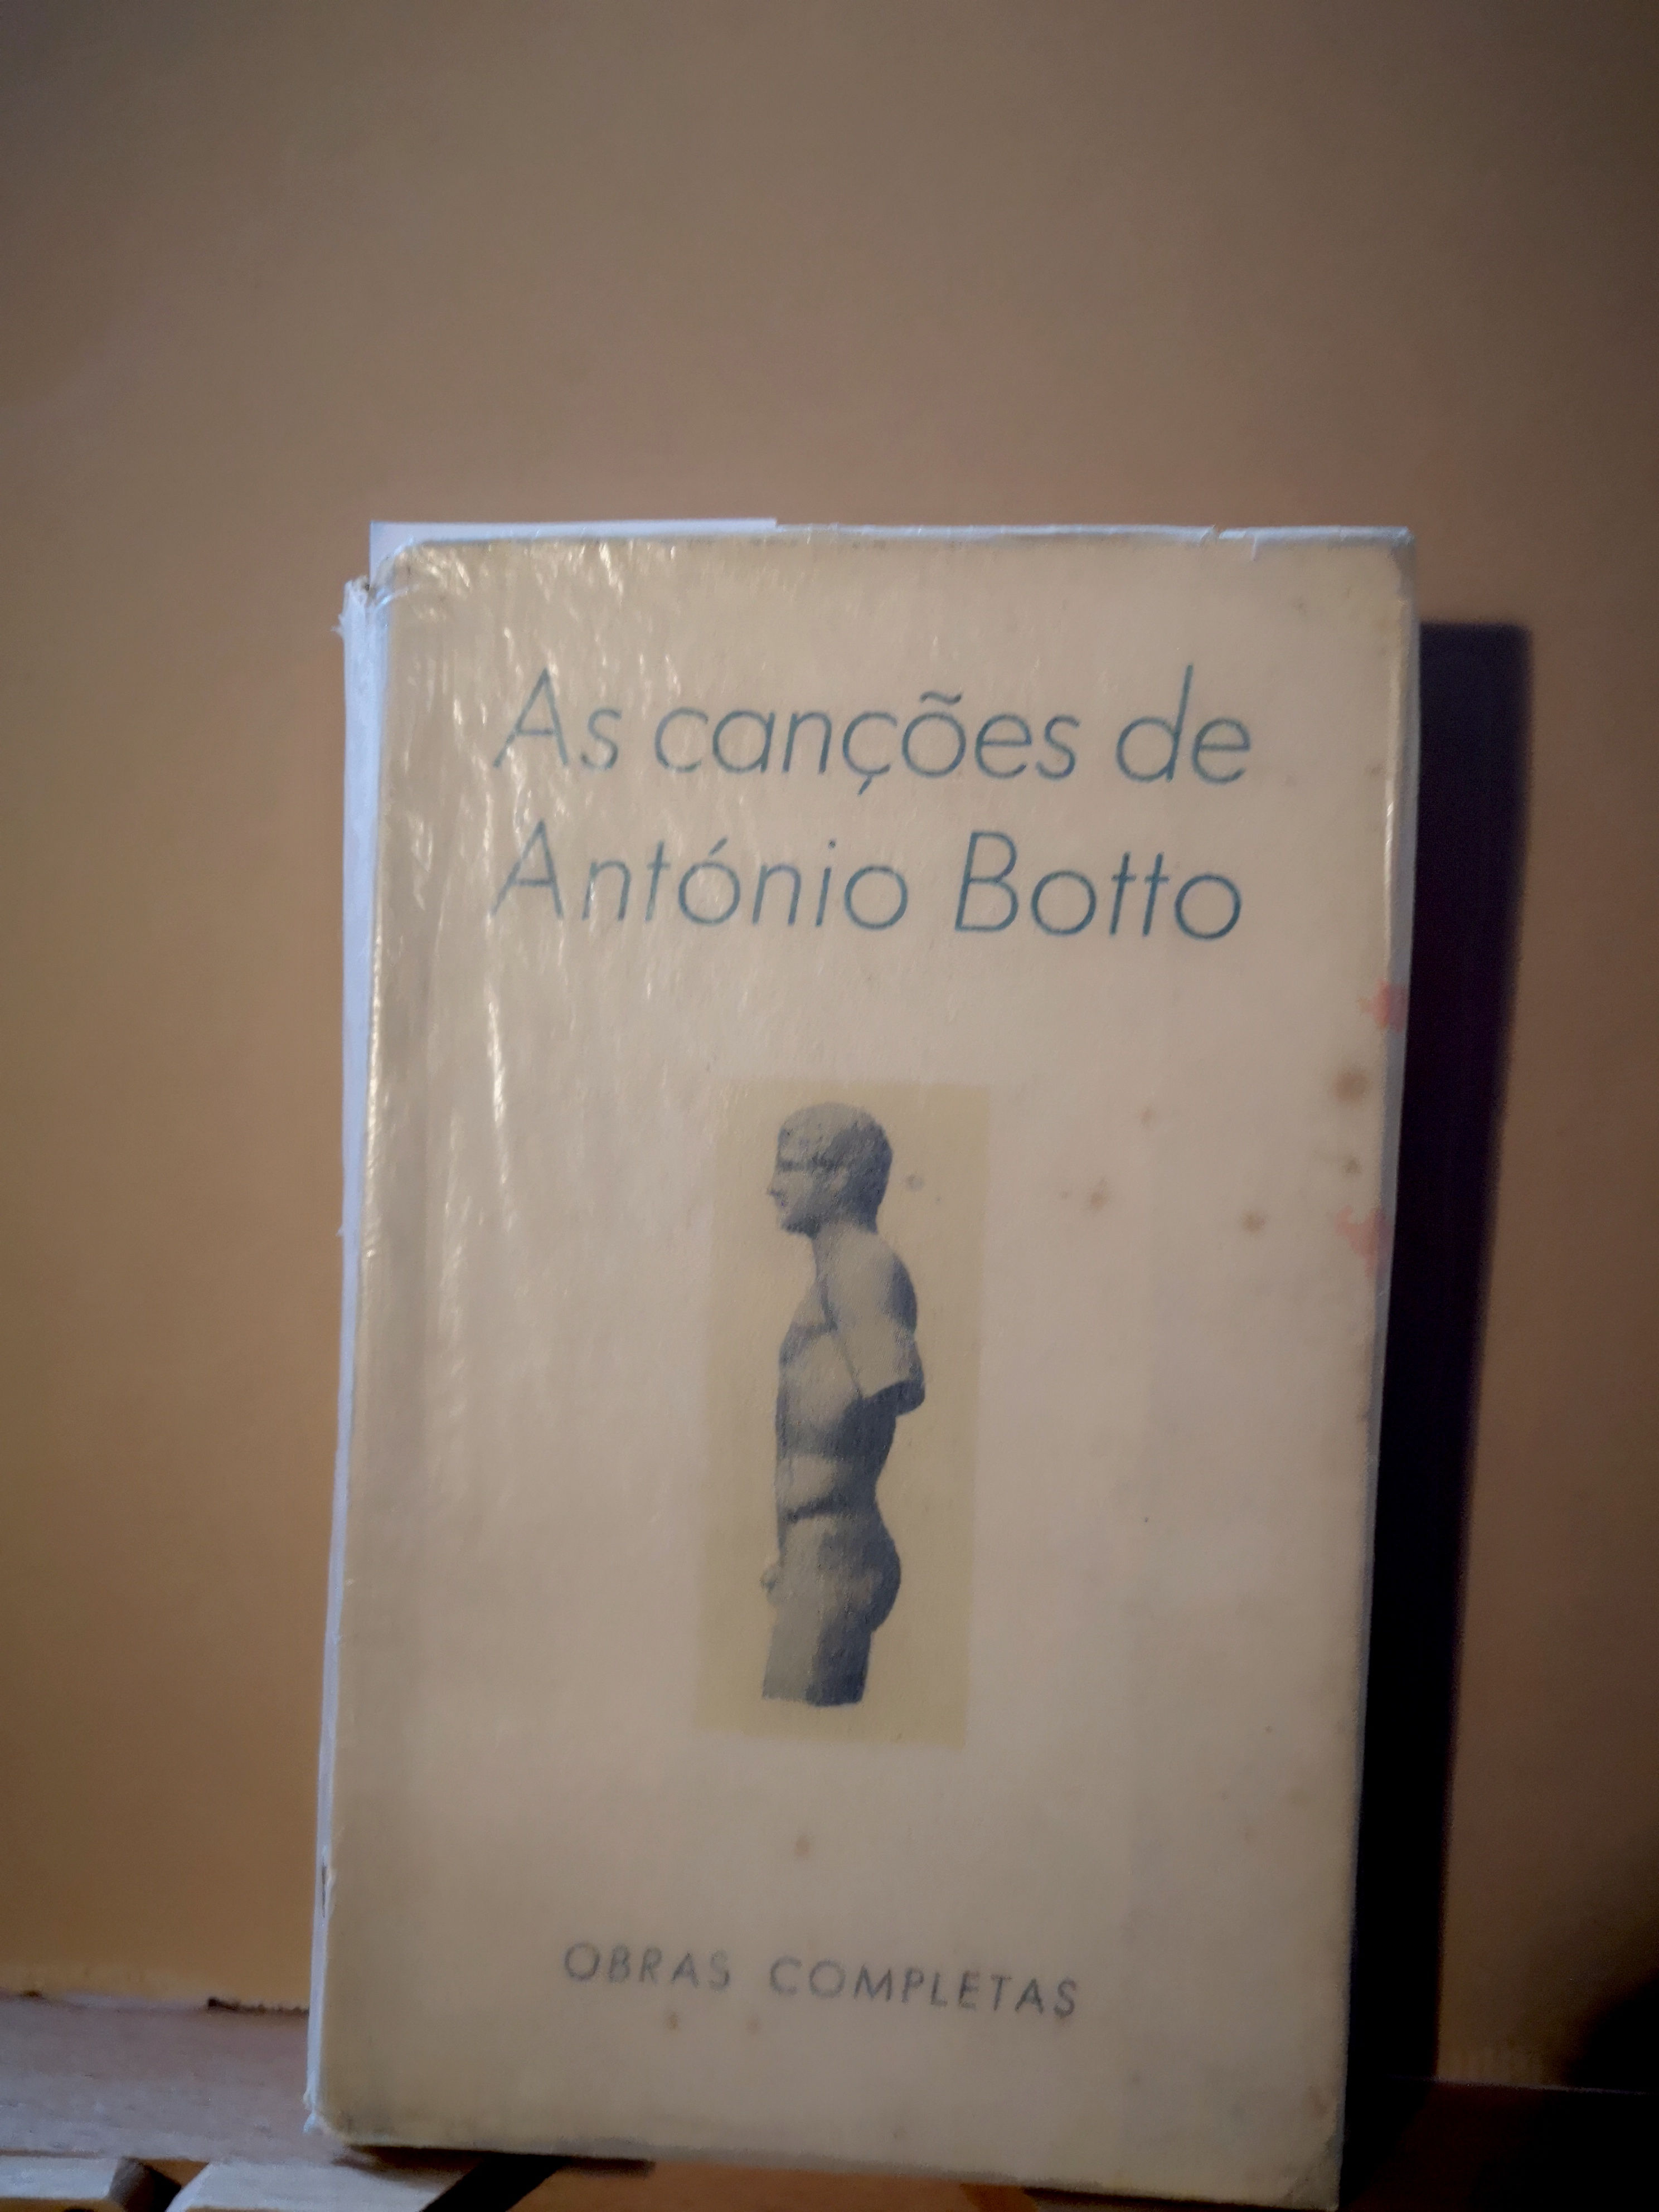 As canções de
António Botto
OBRAS COMPLETAS